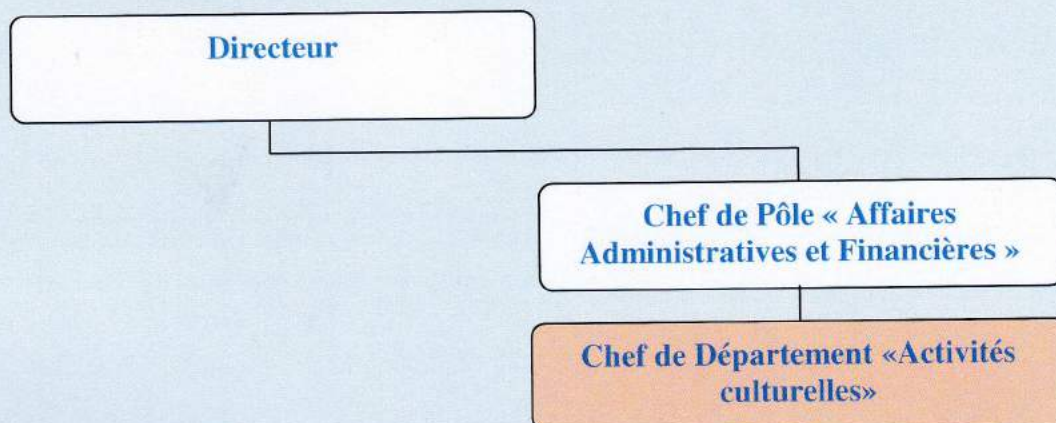 Directeur
Chef de Pôle « Affaires
Administratives et Financières »
Chef de Département «Activités
culturelles»